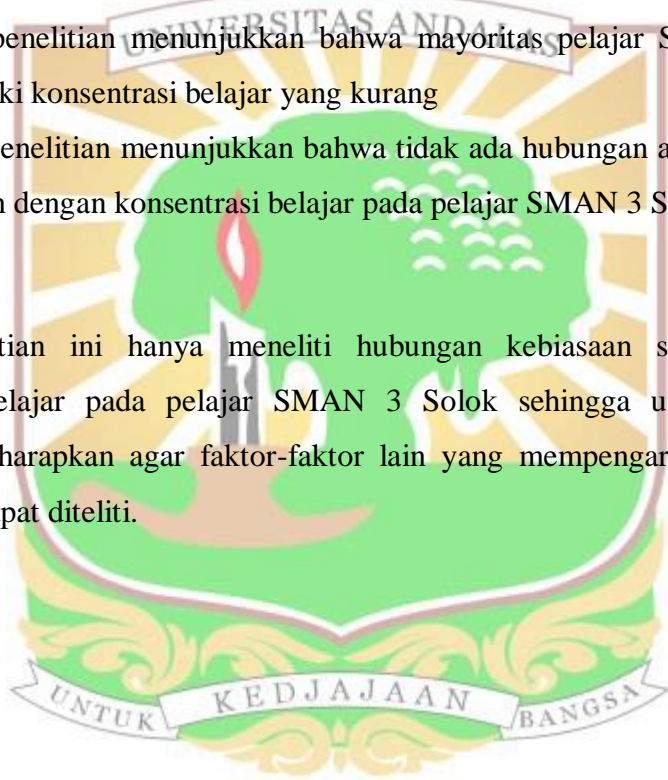 UNIVERSITAS ANDALAS
penelitian menunjukkan bahwa mayoritas pelajar S
ki konsentrasi belajar yang kurang
enelitian menunjukkan bahwa tidak ada hubungan a
n dengan konsentrasi belajar pada pelajar SMAN 3 S
tian ini hanya meneliti hubungan kebiasaan s
elajar pada pelajar SMAN 3 Solok sehingga u
harapkan agar faktor-faktor lain yang mempengar
pat diteliti.
UNTUK KEDJAJAAN BANGSA